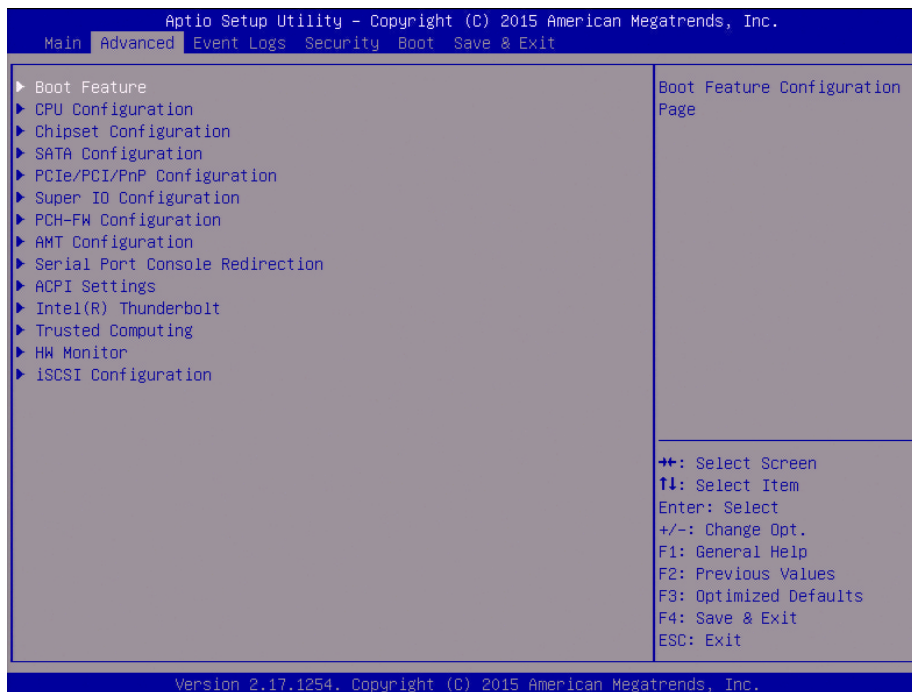 Aptio Setup Utility – Copyright (C) 2015 American Megatrends, Inc.
Main Advanced Event Logs Security Boot Save & Exit
▶ Boot Feature
▶ CPU Configuration
▶ Chipset Configuration
▶ SATA Configuration
▶ PCIe/PCI/PnP Configuration
▶ Super IO Configuration
▶ PCH-FW Configuration
▶ AMT Configuration
▶ Serial Port Console Redirection
▶ ACPI Settings
▶ Intel(R) Thunderbolt
▶ Trusted Computing
▶ HW Monitor
▶ iSCSI Configuration
Boot Feature Configuration
Page
→←: Select Screen
↑↓: Select Item
Enter: Select
+/-: Change Opt.
F1: General Help
F2: Previous Values
F3: Optimized Defaults
F4: Save & Exit
ESC: Exit
Version 2.17.1254. Copyright (C) 2015 American Megatrends, Inc.